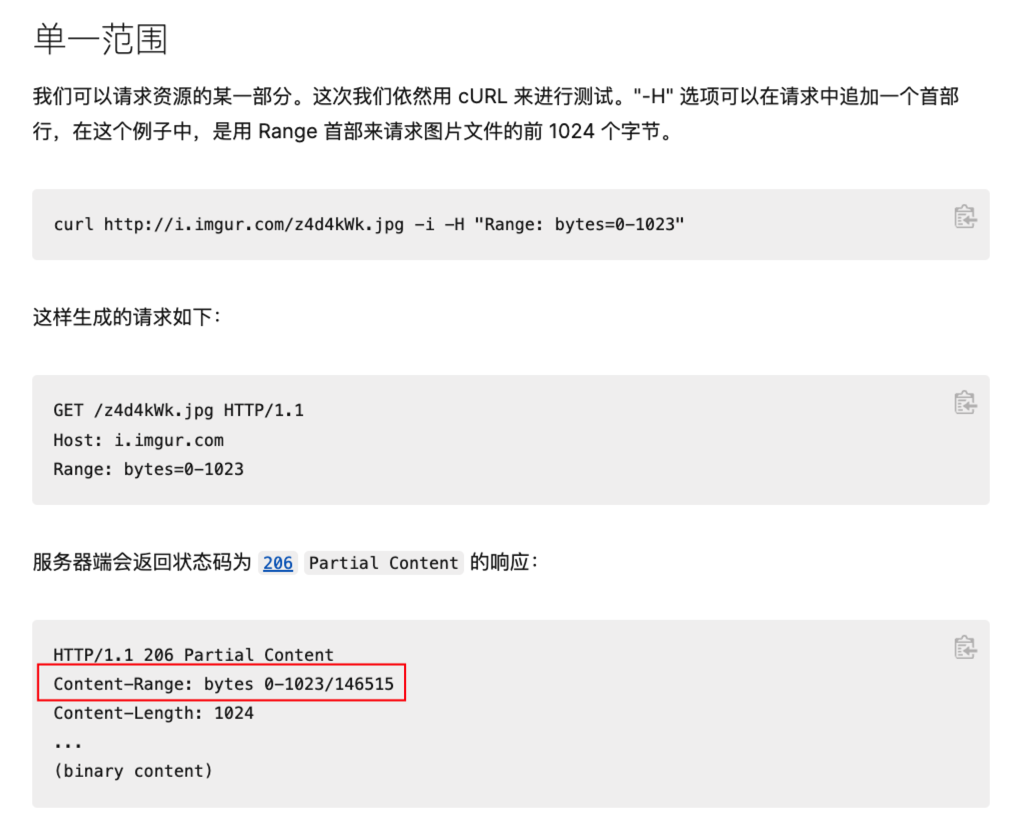 单一范围
我们可以请求资源的某一部分。这次我们依然用 cURL 来进行测试。"-H" 选项可以在请求中追加一个首部
行，在这个例子中，是用 Range 首部来请求图片文件的前 1024 个字节。
curl http://i.imgur.com/z4d4kWk.jpg -i -H "Range: bytes=0-1023"
这样生成的请求如下：
GET /z4d4kWk.jpg HTTP/1.1
Host: i.imgur.com
Range: bytes=0-1023
服务器端会返回状态码为 206 Partial Content 的响应：
HTTP/1.1 206 Partial Content
Content-Range: bytes 0-1023/146515
Content-Length: 1024
...
(binary content)